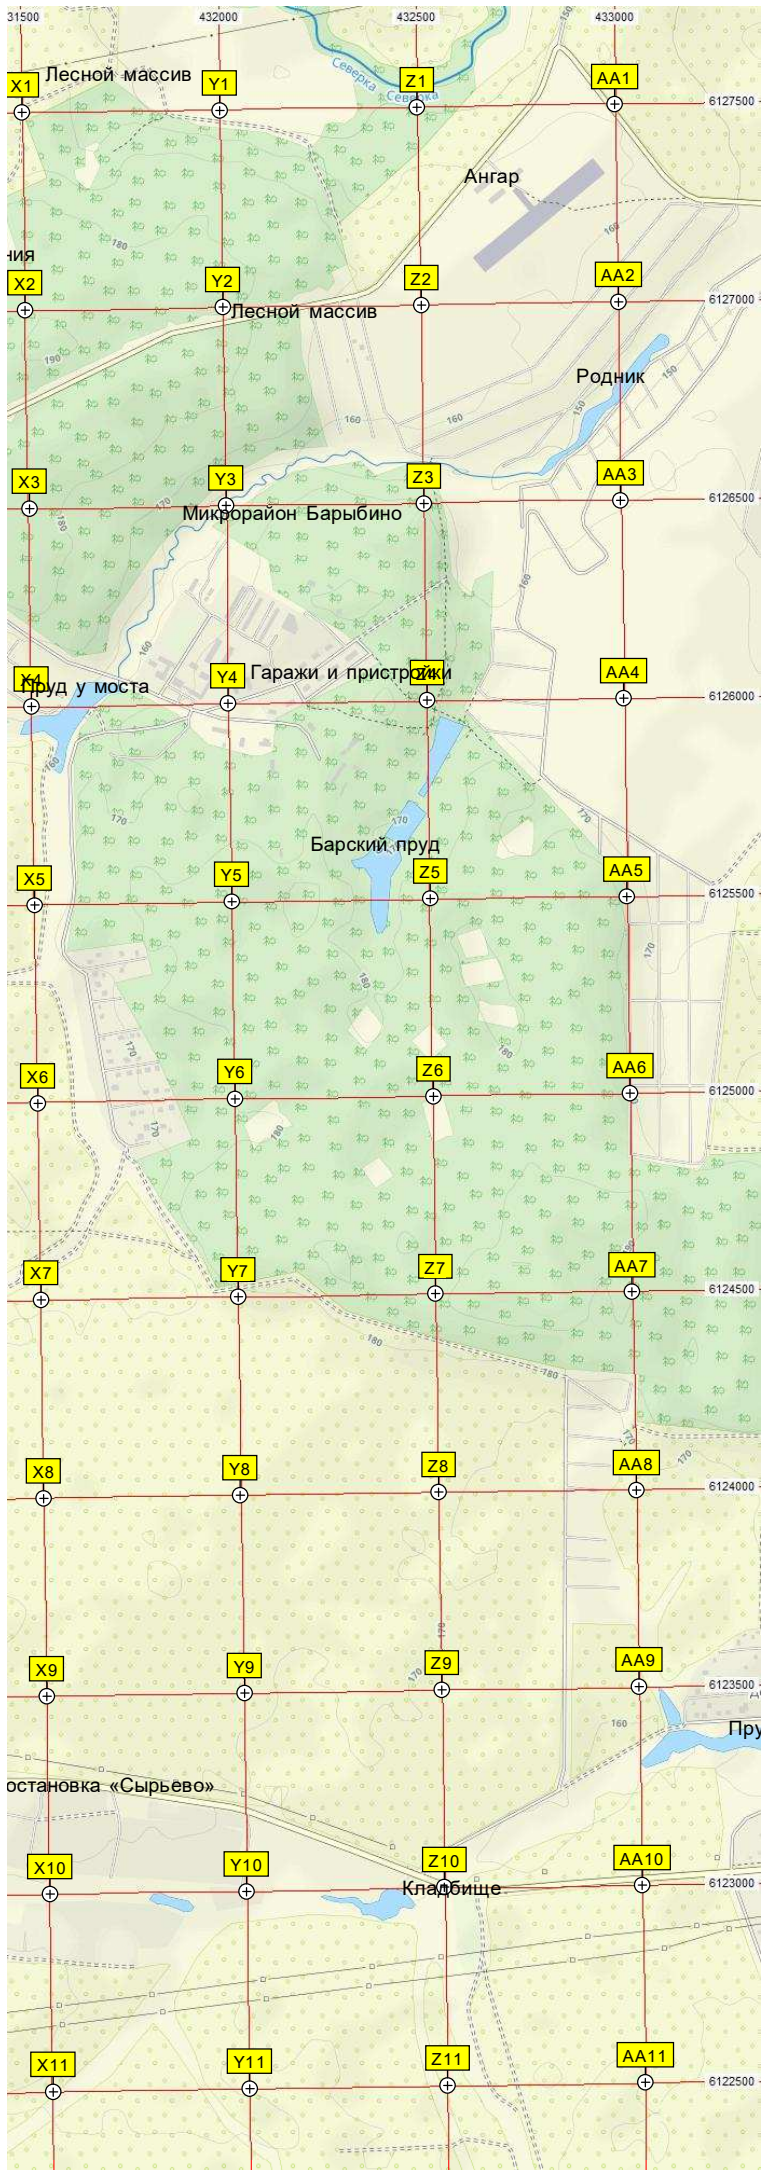 31500 432000 432500 433000
150
Лесной массив
X1 Y1 Z1 AA1
Северка Северка
6127500
Ангар
180
160
ния
X2 Y2 Z2 AA2
6127000
Лесной массив
190
Родник
150
160 160 150
X3 Y3 Z3 AA3
170
6126500
Микрорайон Барыбино
180
160
160
X4 Y4 Z4 AA4
Гаражи и пристройки
Пруд у моста
6126000
160
170 170 170
Барский пруд
X5 Y5 Z5 AA5
6125500
170
180
170
180
X6 Y6 Z6 AA6
6125000
170
180
X7 Y7 Z7 AA7
6124500
180
180
170
170
X8 Y8 Z8 AA8
6124000
170
170
X9 Y9 Z9 AA9
6123500
160
Пру
остановка «Сырьево»
X10 Y10 Z10 AA10
6123000
Кладбище
X11 Y11 Z11 AA11
6122500